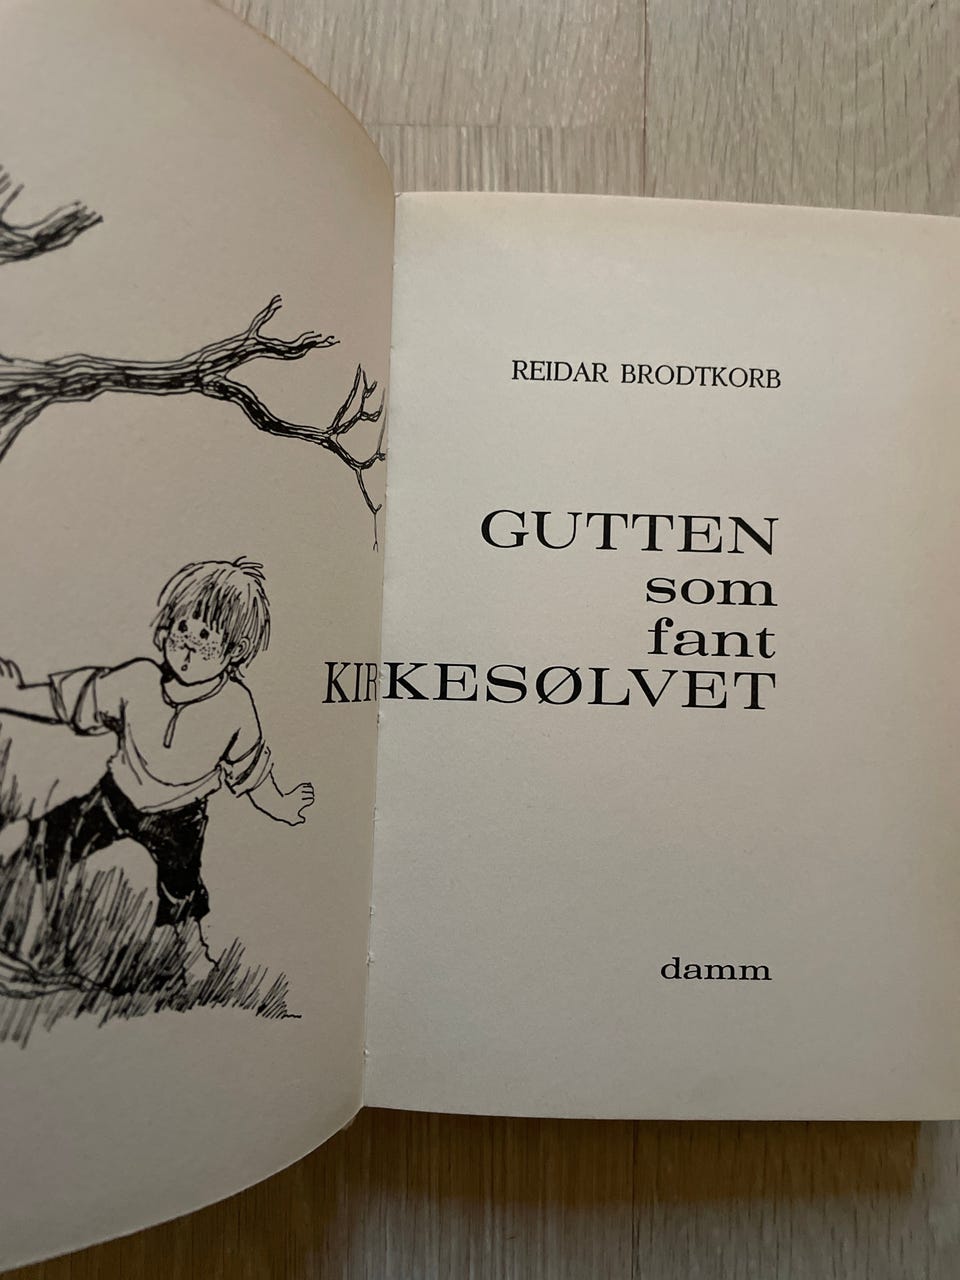 REIDAR BRODTKORB
GUTTEN
som
fant
KIRKESØLVET
damm